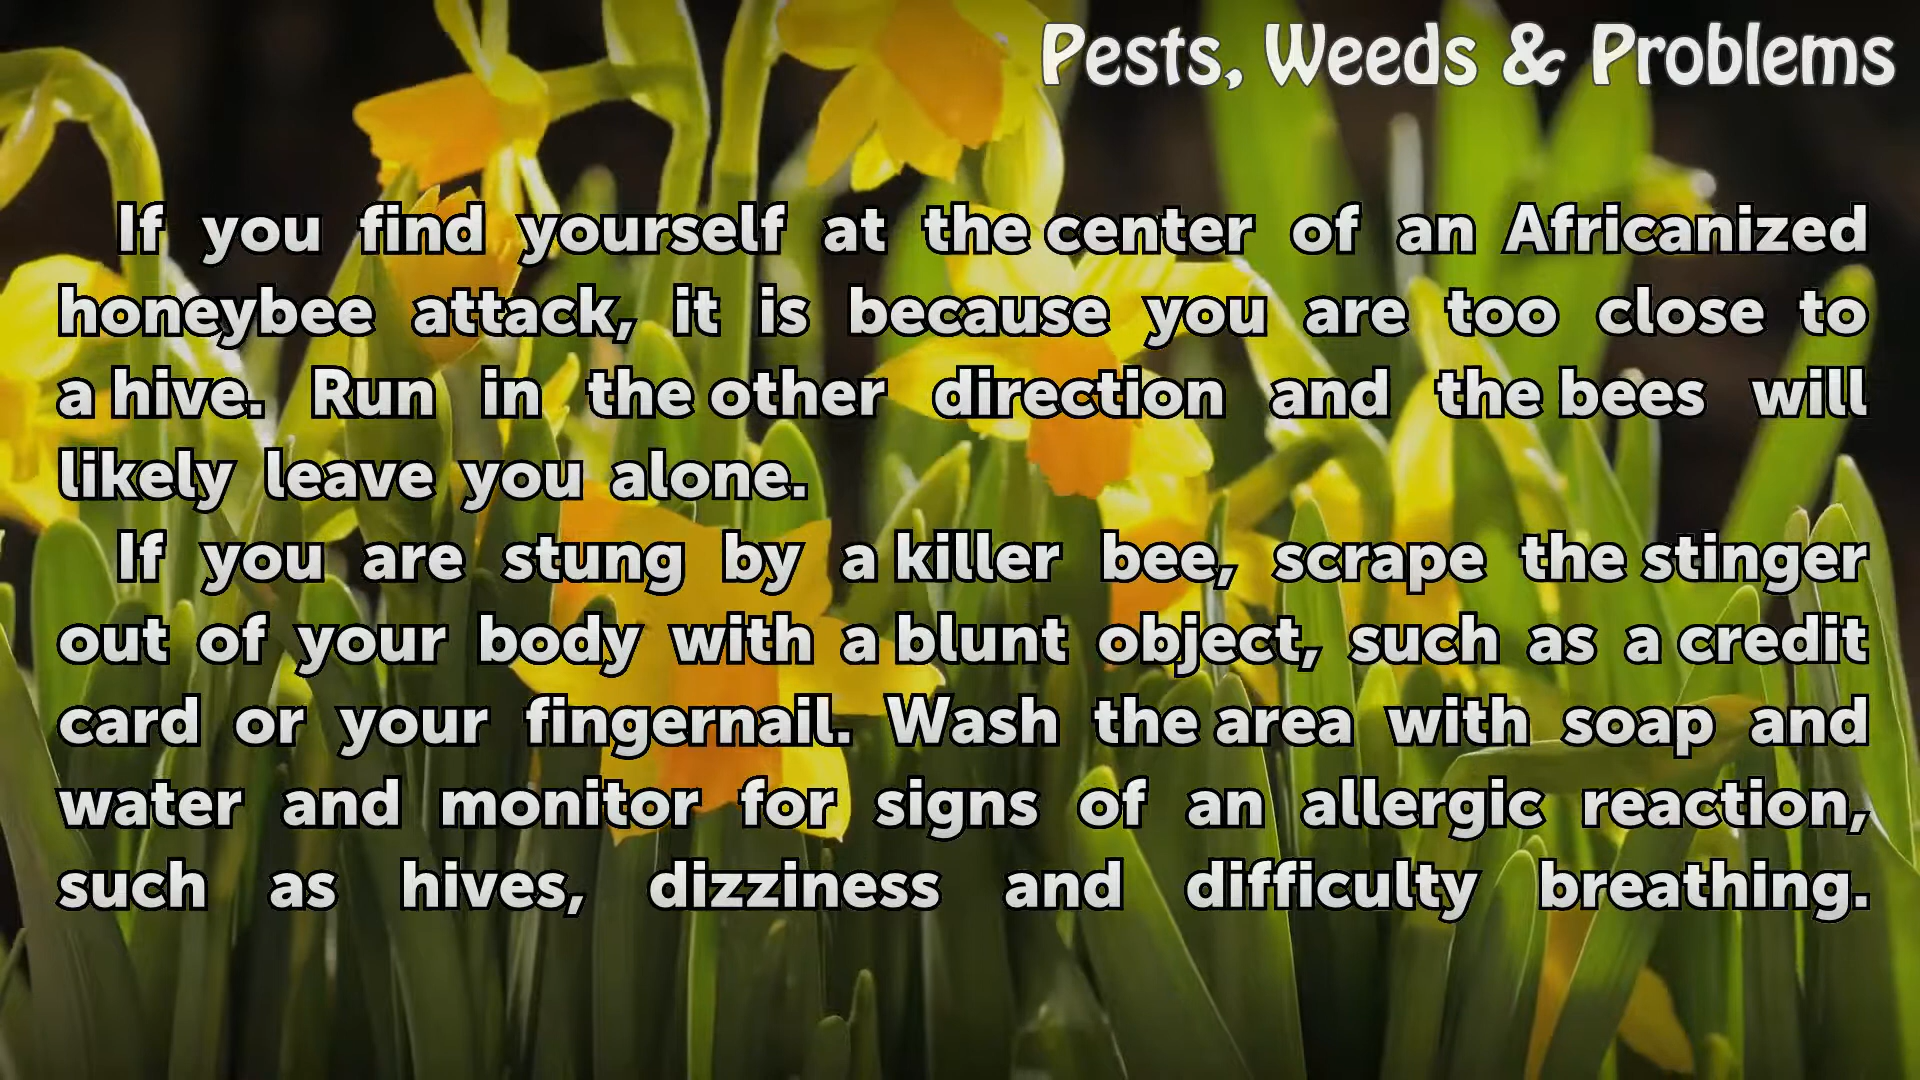 Pests, Weeds & Problems
If you find yourself at the center of an Africanized
honeybee attack, it is because you are too close to
a hive. Run in the other direction and the bees will
likely leave you alone.
If you are stung by a killer bee, scrape the stinger
out of your body with a blunt object, such as a credit
card or your fingernail. Wash the area with soap and
water and monitor for signs of an allergic reaction,
such as hives, dizziness and difficulty breathing.